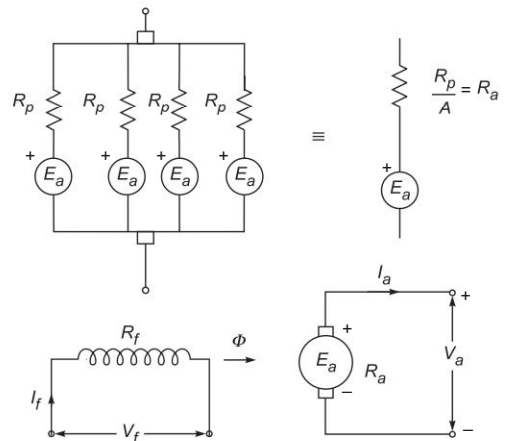 R_p R_p R_p R_p
+ + + +
E_a E_a E_a E_a
≡
R_p/A = R_a
+
E_a
R_f
Φ
I_f
V_f
I_a
+
+
E_a
R_a
V_a
−
−